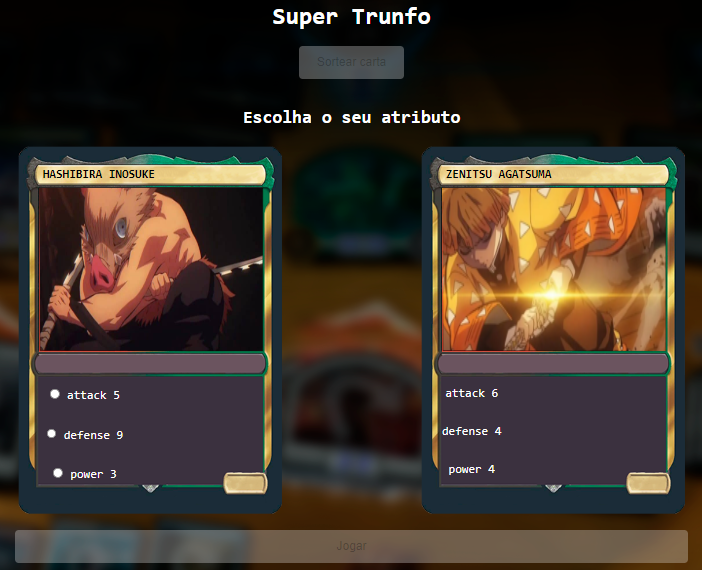 Super Trunfo
Sortear carta
Escolha o seu atributo
HASHIBIRA INOSUKE
attack 5
defense 9
power 3
ZENITSU AGATSUMA
attack 6
defense 4
power 4
Jogar